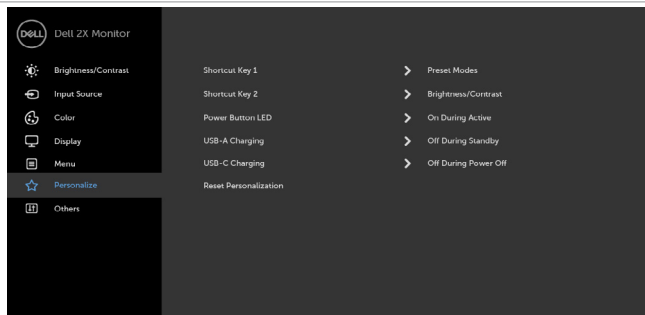 DELL Dell 2X Monitor
Brightness/Contrast
Input Source
Color
Display
Menu
Personalize
Others
Shortcut Key 1 Preset Modes
Shortcut Key 2 Brightness/Contrast
Power Button LED On During Active
USB-A Charging Off During Standby
USB-C Charging Off During Power Off
Reset Personalization